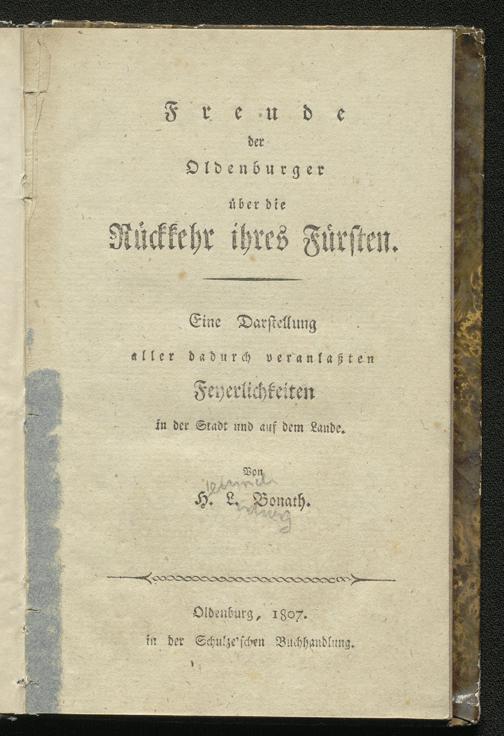 Freude
der
Oldenburger
über die
Rückkehr ihres Fürsten.
Eine Darstellung
aller dadurch veranlaßten
Feyerlichkeiten
in der Stadt und auf dem Lande.
Von
H. L. Bonath.
Oldenburg, 1807.
in der Schulze'schen Buchhandlung.